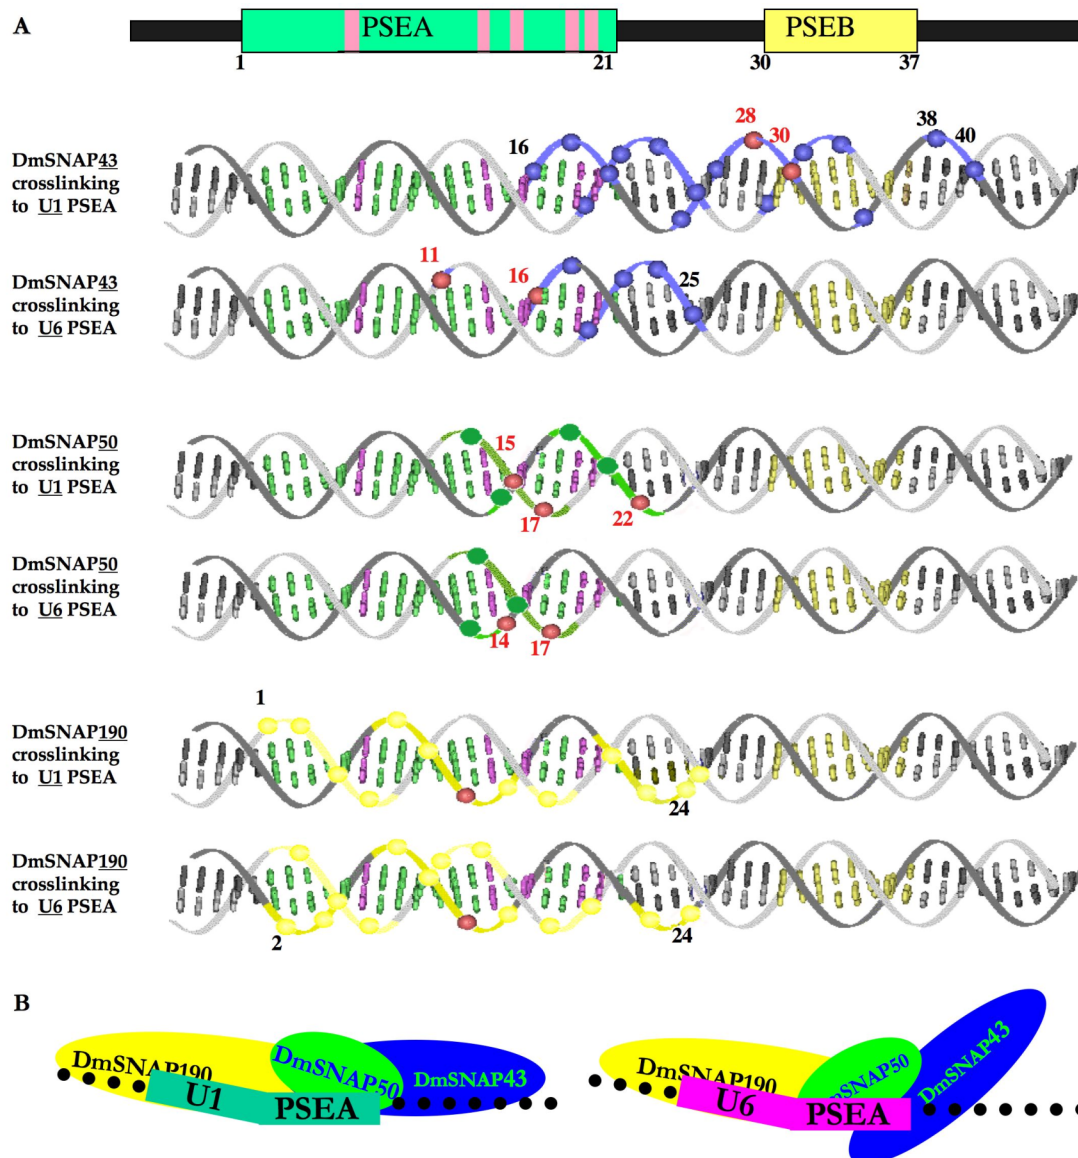 A
PSEA
PSEB
1
21
30
37
DmSNAP43
crosslinking
to U1 PSEA
16
28
30
38
40
DmSNAP43
crosslinking
to U6 PSEA
11
16
25
DmSNAP50
crosslinking
to U1 PSEA
15
17
22
DmSNAP50
crosslinking
to U6 PSEA
14
17
DmSNAP190
crosslinking
to U1 PSEA
1
24
DmSNAP190
crosslinking
to U6 PSEA
2
24
B
DmSNAP190
DmSNAP50
DmSNAP43
U1
PSEA
DmSNAP190
mSNAP50
DmSNAP43
U6
PSEA